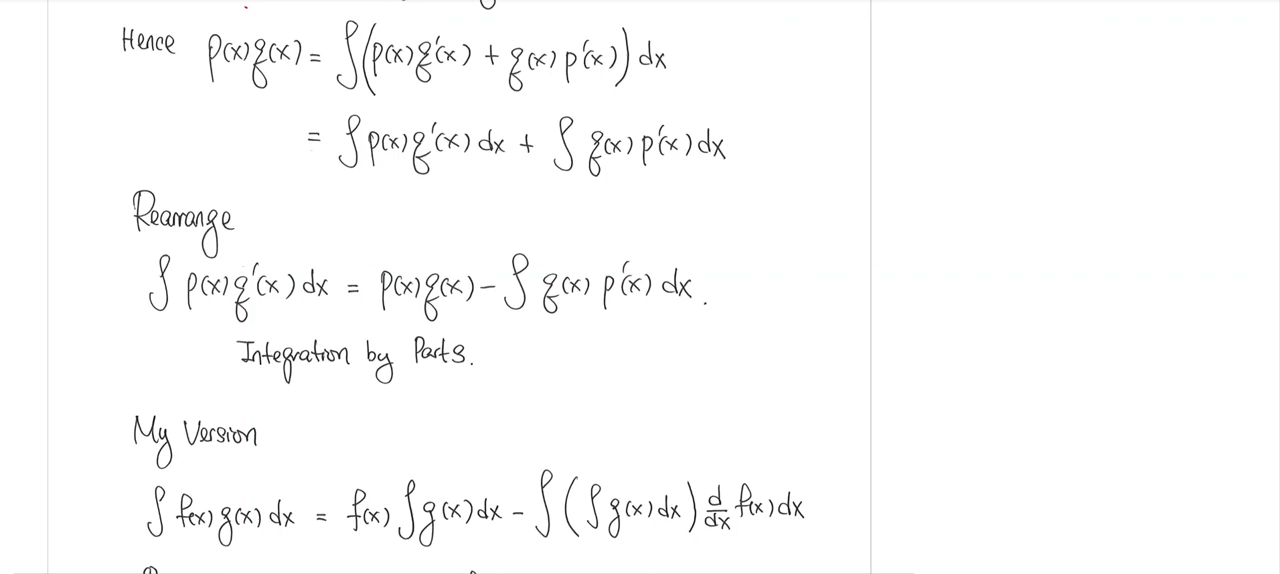 Hence p(x)q(x) = ∫(p(x)q'(x) + q(x)p'(x)) dx
= ∫p(x)q'(x) dx + ∫ q(x)p'(x)dx
Rearrange
∫ p(x)q'(x)dx = p(x)q(x) - ∫ q(x) p'(x) dx.
Integration by Parts.
My Version
∫ f(x)g(x)dx = f(x)∫g(x)dx - ∫(∫g(x)dx) d/dx f(x)dx